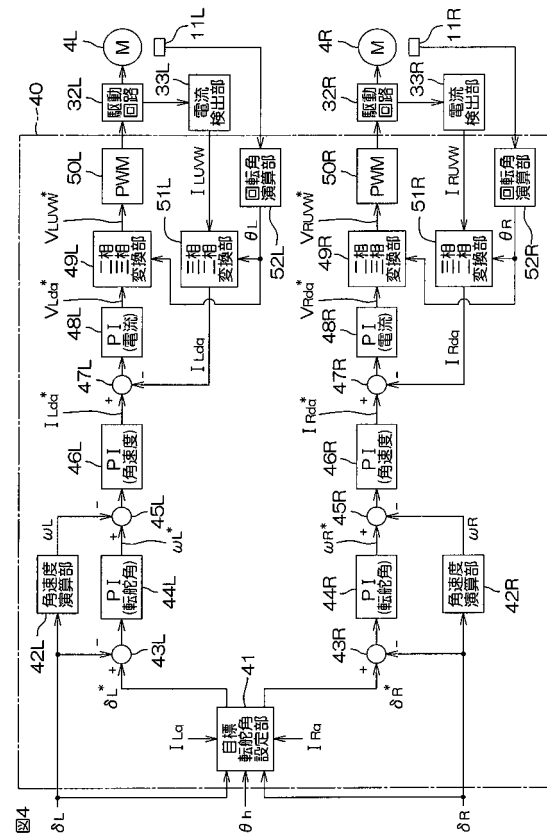 図4
40
δL
θh
δR
ILq
IRq
目標
転舵角
設定部
41
δL*
δR*
42L
角速度
演算部
ωL
43L
+
-
PI
(転舵角)
44L
ωL*
45L
+
-
PI
(角速度)
46L
ILdq*
47L
+
-
PI
(電流)
48L
VLdq*
二相
三相
変換部
49L
VLUVW*
PWM
50L
駆動
回路
32L
M
4L
11L
電流
検出部
33L
ILUVW
三相
二相
変換部
51L
ILdq
θL
回転角
演算部
52L
42R
角速度
演算部
ωR
43R
+
-
PI
(転舵角)
44R
ωR*
45R
+
-
PI
(角速度)
46R
IRdq*
47R
+
-
PI
(電流)
48R
VRdq*
二相
三相
変換部
49R
VRUVW*
PWM
50R
駆動
回路
32R
M
4R
11R
電流
検出部
33R
IRUVW
三相
二相
変換部
51R
IRdq
θR
回転角
演算部
52R